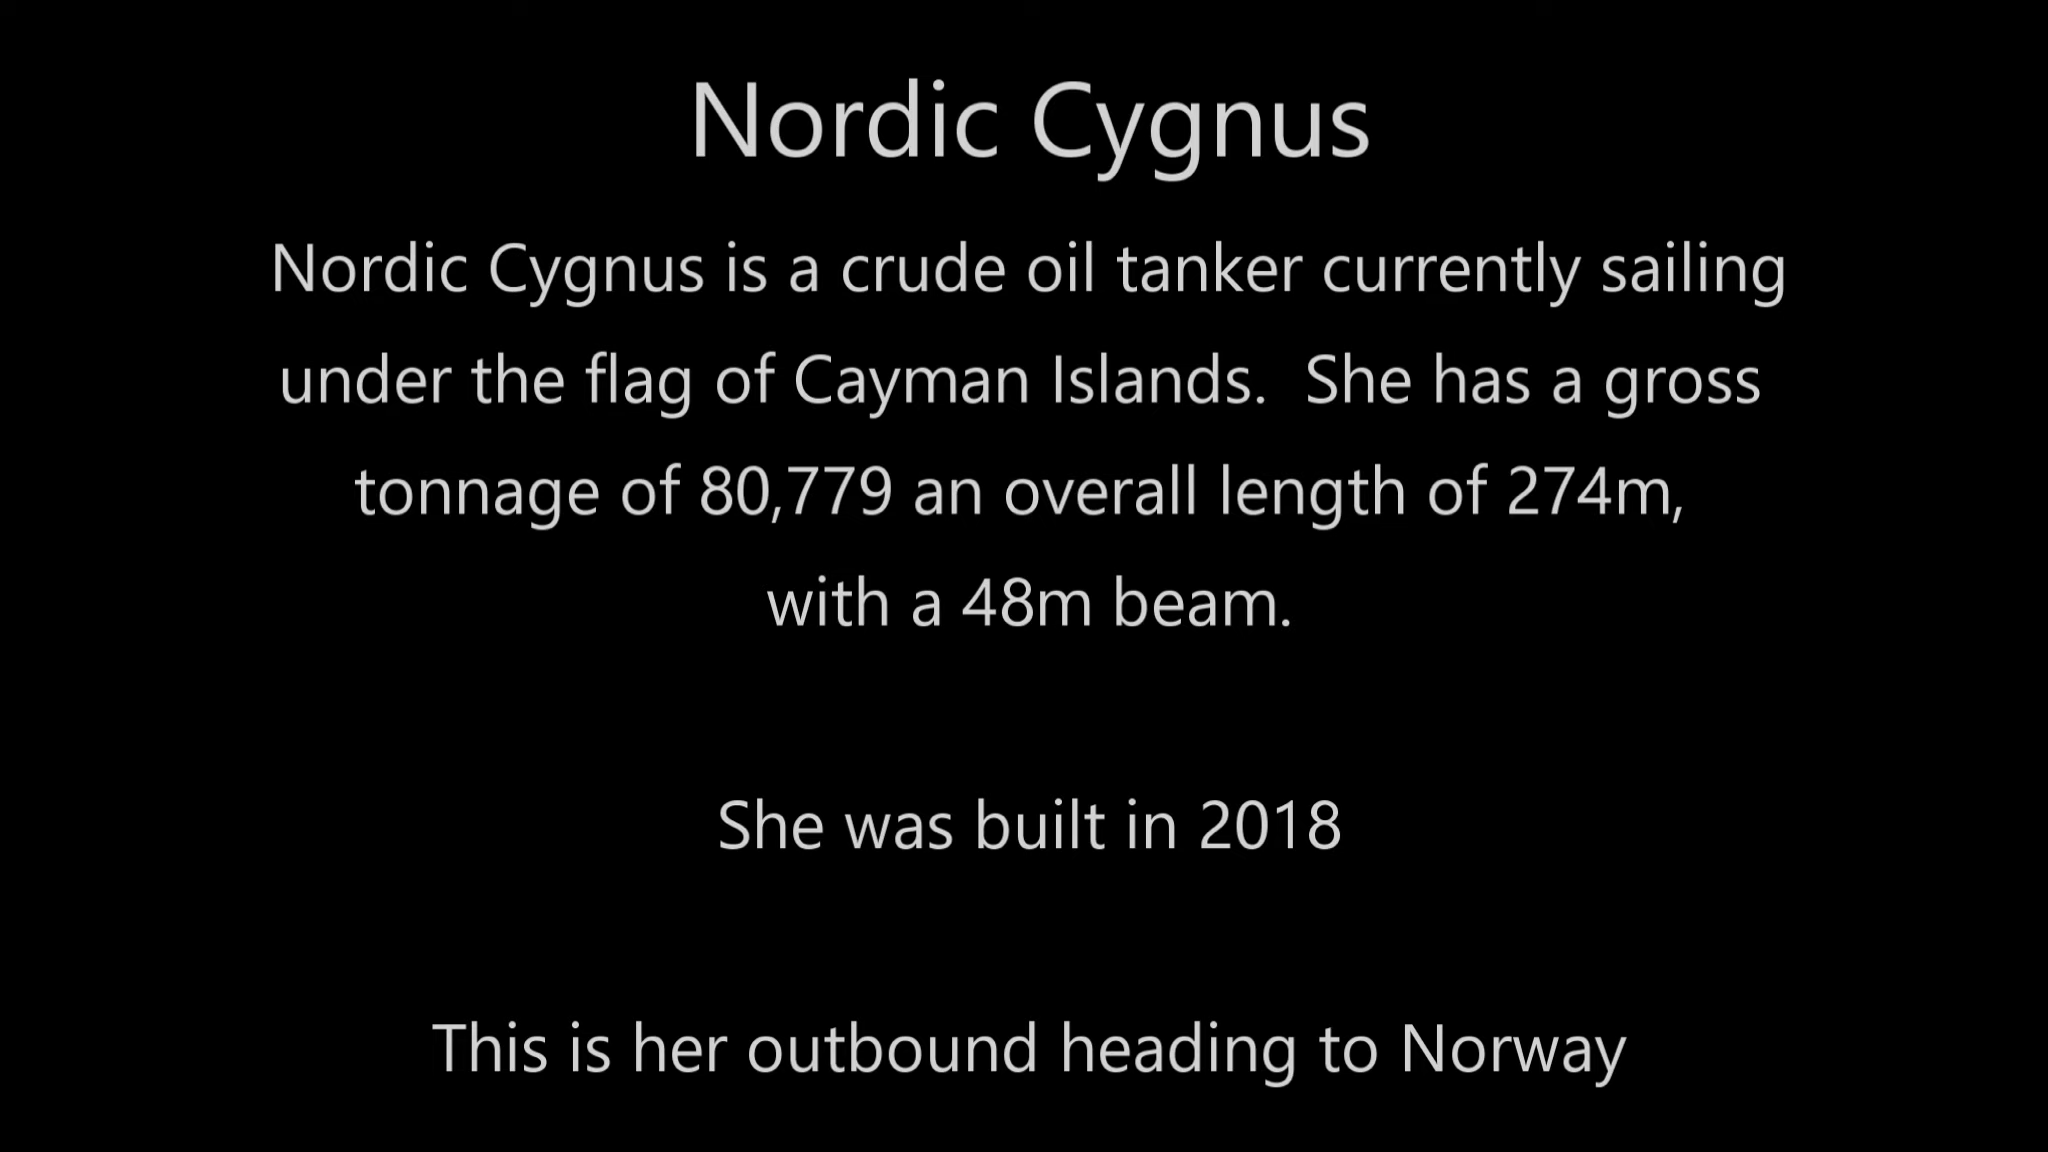 Nordic Cygnus
Nordic Cygnus is a crude oil tanker currently sailing
under the flag of Cayman Islands.  She has a gross
tonnage of 80,779 an overall length of 274m,
with a 48m beam.
She was built in 2018
This is her outbound heading to Norway